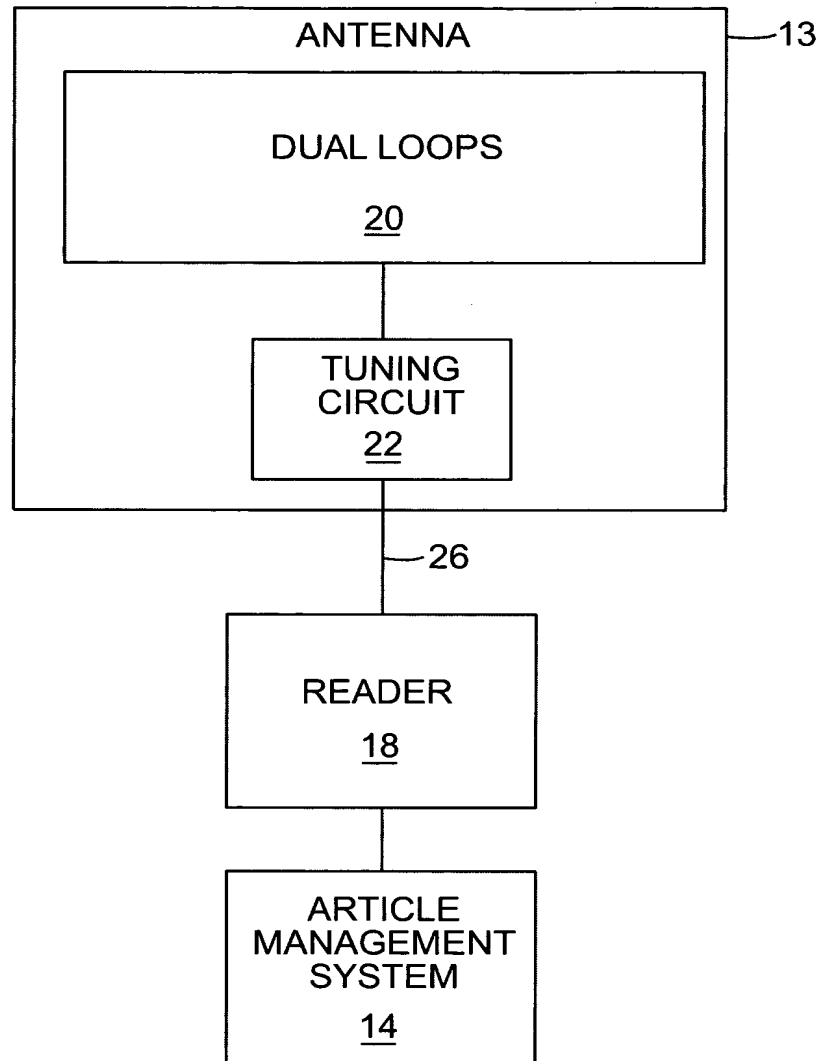 ANTENNA
13
DUAL LOOPS
20
TUNING
CIRCUIT
22
26
READER
18
ARTICLE
MANAGEMENT
SYSTEM
14